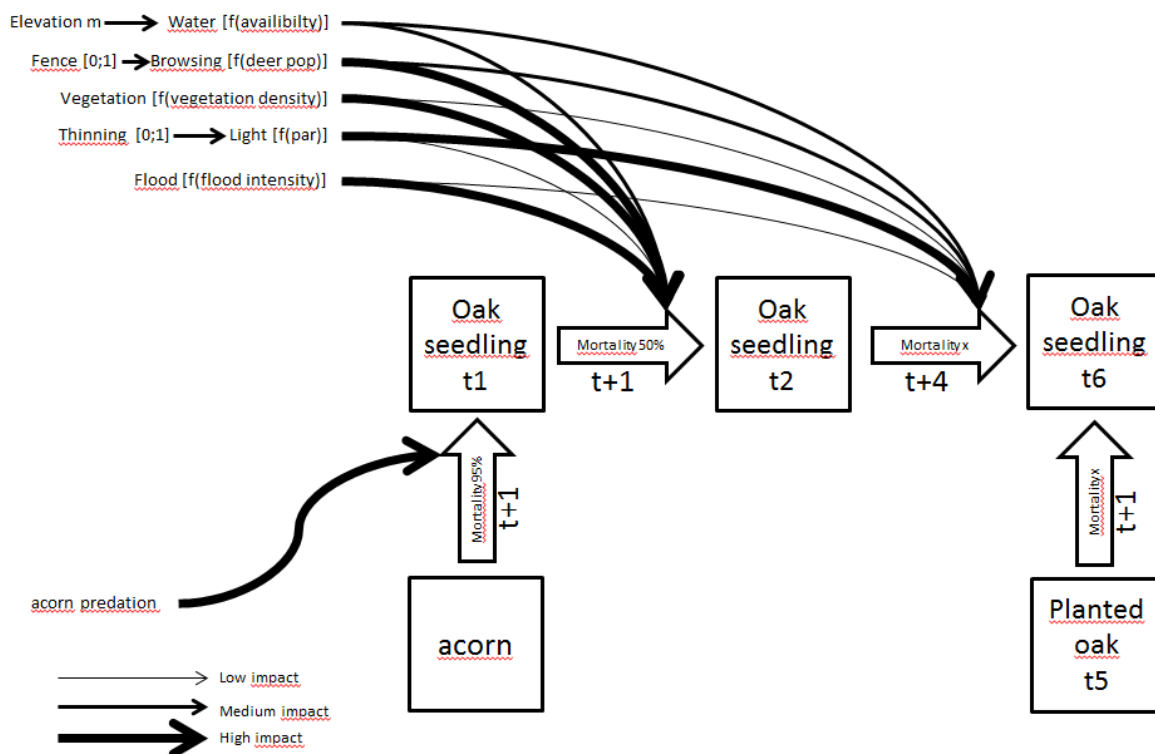 Elevation m Water [f(availibilty)]
Fence [0;1] Browsing [f(deer pop)]
Vegetation [f(vegetation density)]
Thinning [0;1] Light [f(par)]
Flood [f(flood intensity)]
Oak
seedling
t1
Mortality 50%
t+1
Oak
seedling
t2
Mortality x
t+4
Oak
seedling
t6
Mortality 95%
t+1
Mortality x
t+1
acorn predation
acorn
Planted
oak
t5
Low impact
Medium impact
High impact